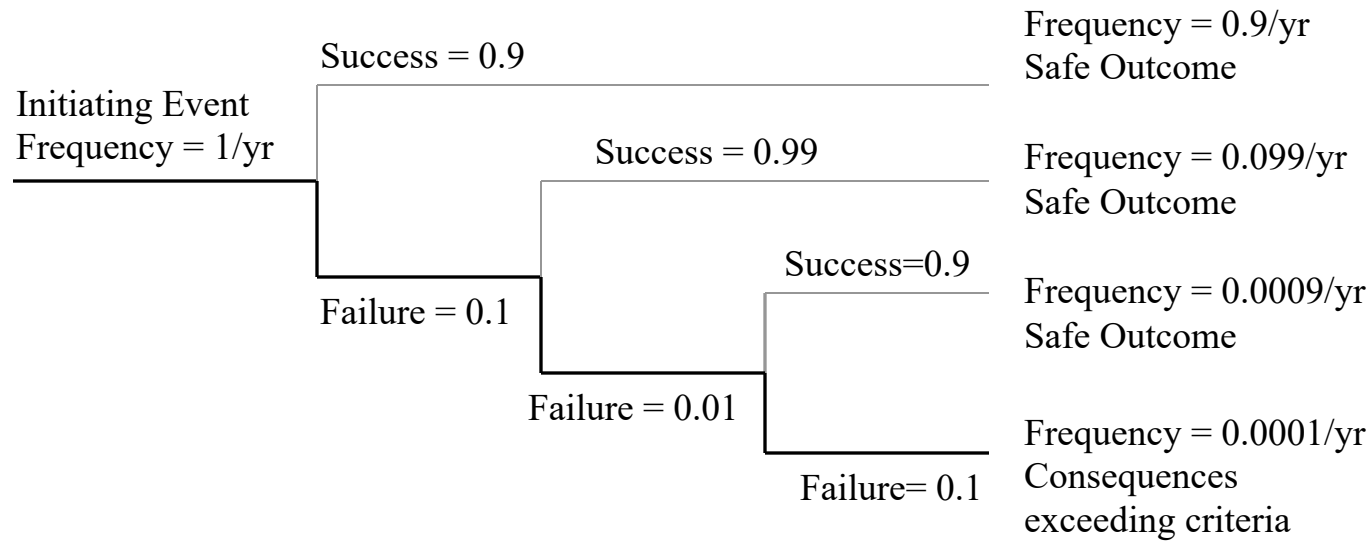 Frequency = 0.9/yr
Safe Outcome
Success = 0.9
Initiating Event
Frequency = 1/yr
Success = 0.99
Frequency = 0.099/yr
Safe Outcome
Success=0.9
Failure = 0.1
Frequency = 0.0009/yr
Safe Outcome
Failure = 0.01
Frequency = 0.0001/yr
Consequences
exceeding criteria
Failure= 0.1